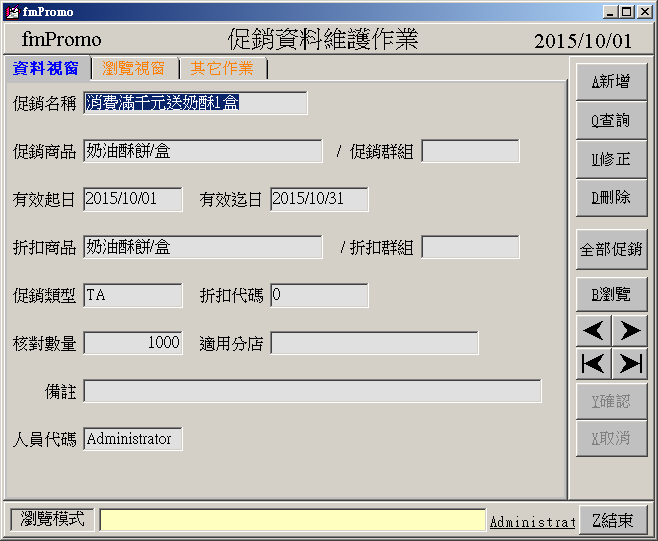 fmPromo
fmPromo 促銷資料維護作業 2015/10/01
資料視窗 瀏覽視窗 其它作業
促銷名稱 消費滿千元送奶酥1盒
促銷商品 奶油酥餅/盒 / 促銷群組
有效起日 2015/10/01 有效迄日 2015/10/31
折扣商品 奶油酥餅/盒 / 折扣群組
促銷類型 TA 折扣代碼 0
核對數量 1000 適用分店
備註
人員代碼 Administrator
A新增
Q查詢
U修正
D刪除
全部促銷
B瀏覽
Y確認
X取消
瀏覽模式 Administrat Z結束